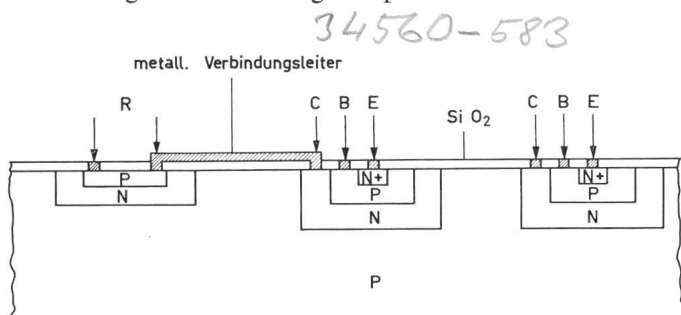 34560-583
metall. Verbindungsleiter
R C B E Si O₂ C B E
P N+ N+
N P P
N N
P